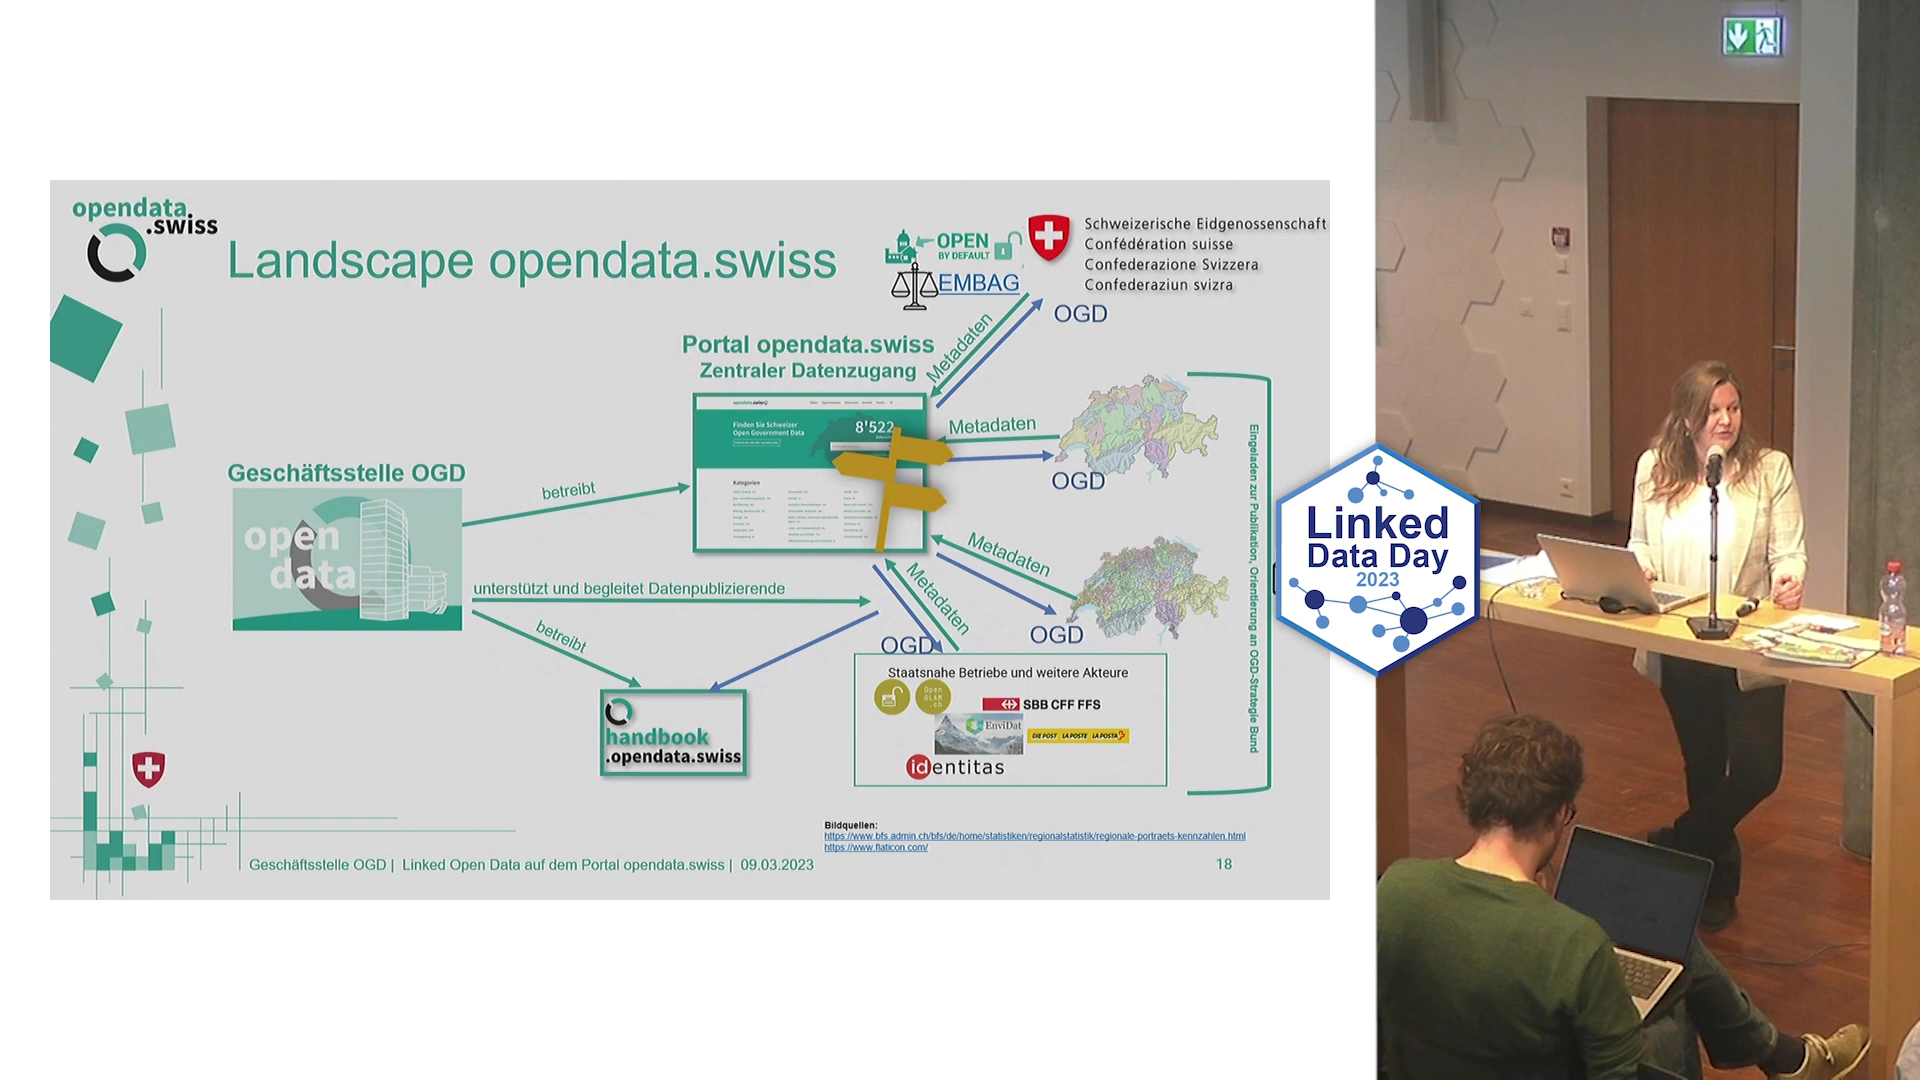 opendata
.swiss
Landscape opendata.swiss
OPEN
BY DEFAULT
EMBAG
Schweizerische Eidgenossenschaft
Confédération suisse
Confederazione Svizzera
Confederaziun svizra
OGD
Metadaten
Portal opendata.swiss
Zentraler Datenzugang
opendata.swiss
Finden Sie Schweizer
Open Government Data
8'522
Kategorien
Metadaten
OGD
Geschäftsstelle OGD
open
data
betreibt
unterstützt und begleitet Datenpublizierende
betreibt
Metadaten
OGD
Metadaten
OGD
handbook
.opendata.swiss
Staatsnahe Betriebe und weitere Akteure
Open
GLAM
.ch
SBB CFF FFS
EnviDat
DIE POST LA POSTE LA POSTA
identitas
Eingeladen zur Publikation, Orientierung an OGD-Strategie Bund
Bildquellen:
https://www.bfs.admin.ch/bfs/de/home/statistiken/regionalstatistik/regionale-portraets-kennzahlen.html
https://www.flaticon.com/
Geschäftsstelle OGD | Linked Open Data auf dem Portal opendata.swiss | 09.03.2023
18
Linked
Data Day
2023